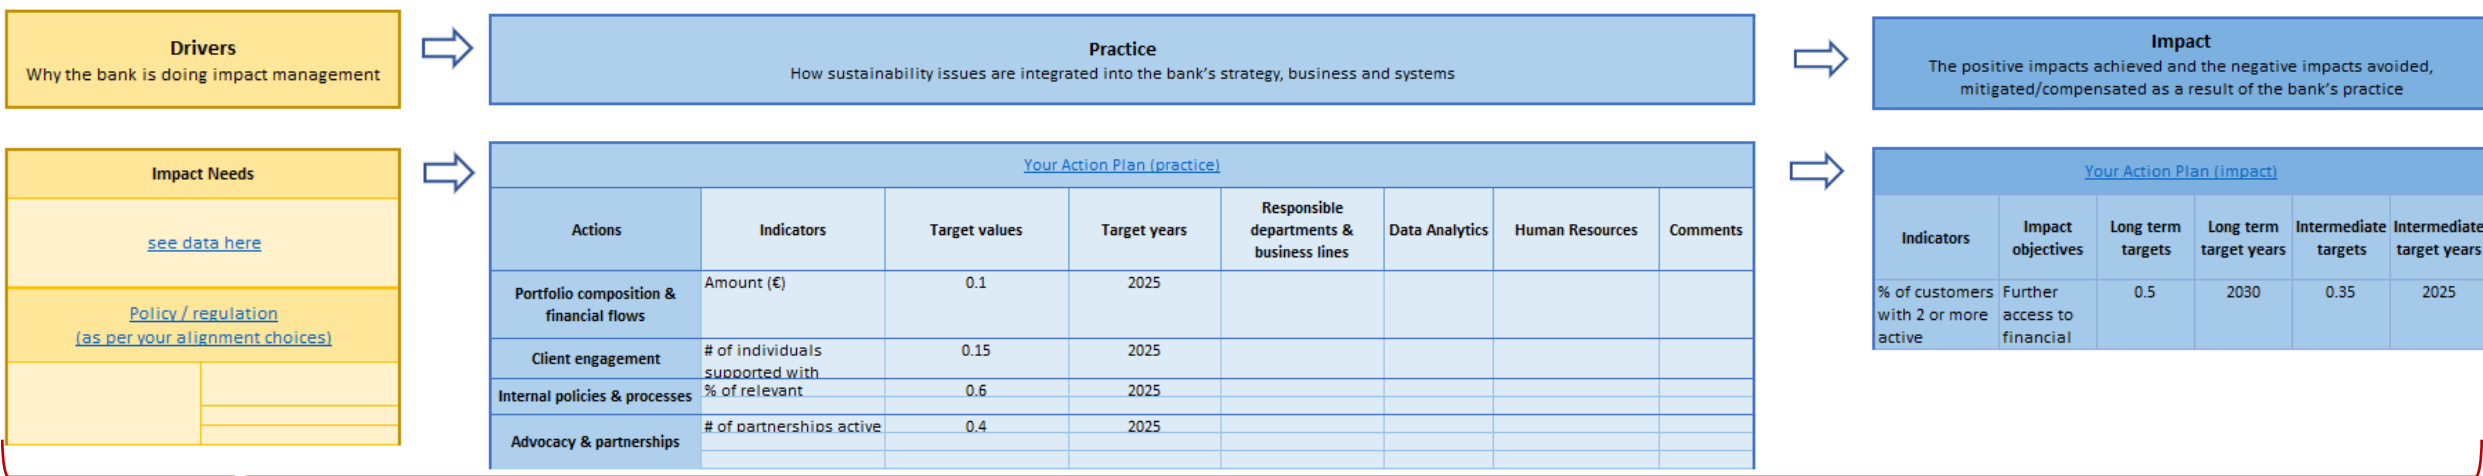 Drivers
Why the bank is doing impact management
Practice
How sustainability issues are integrated into the bank's strategy, business and systems
Impact
The positive impacts achieved and the negative impacts avoided,
mitigated/compensated as a result of the bank's practice
Impact Needs
see data here
Policy / regulation
(as per your alignment choices)
Your Action Plan (practice)
Actions
Indicators
Target values
Target years
Responsible
departments &
business lines
Data Analytics
Human Resources
Comments
Portfolio composition &
financial flows
Amount (€)
0.1
2025
Client engagement
# of individuals
supported with
0.15
2025
Internal policies & processes
% of relevant
0.6
2025
Advocacy & partnerships
# of partnerships active
0.4
2025
Your Action Plan (impact)
Indicators
Impact
objectives
Long term
targets
Long term
target years
Intermediate
targets
Intermediate
target years
% of customers
with 2 or more
active
Further
access to
financial
0.5
2030
0.35
2025